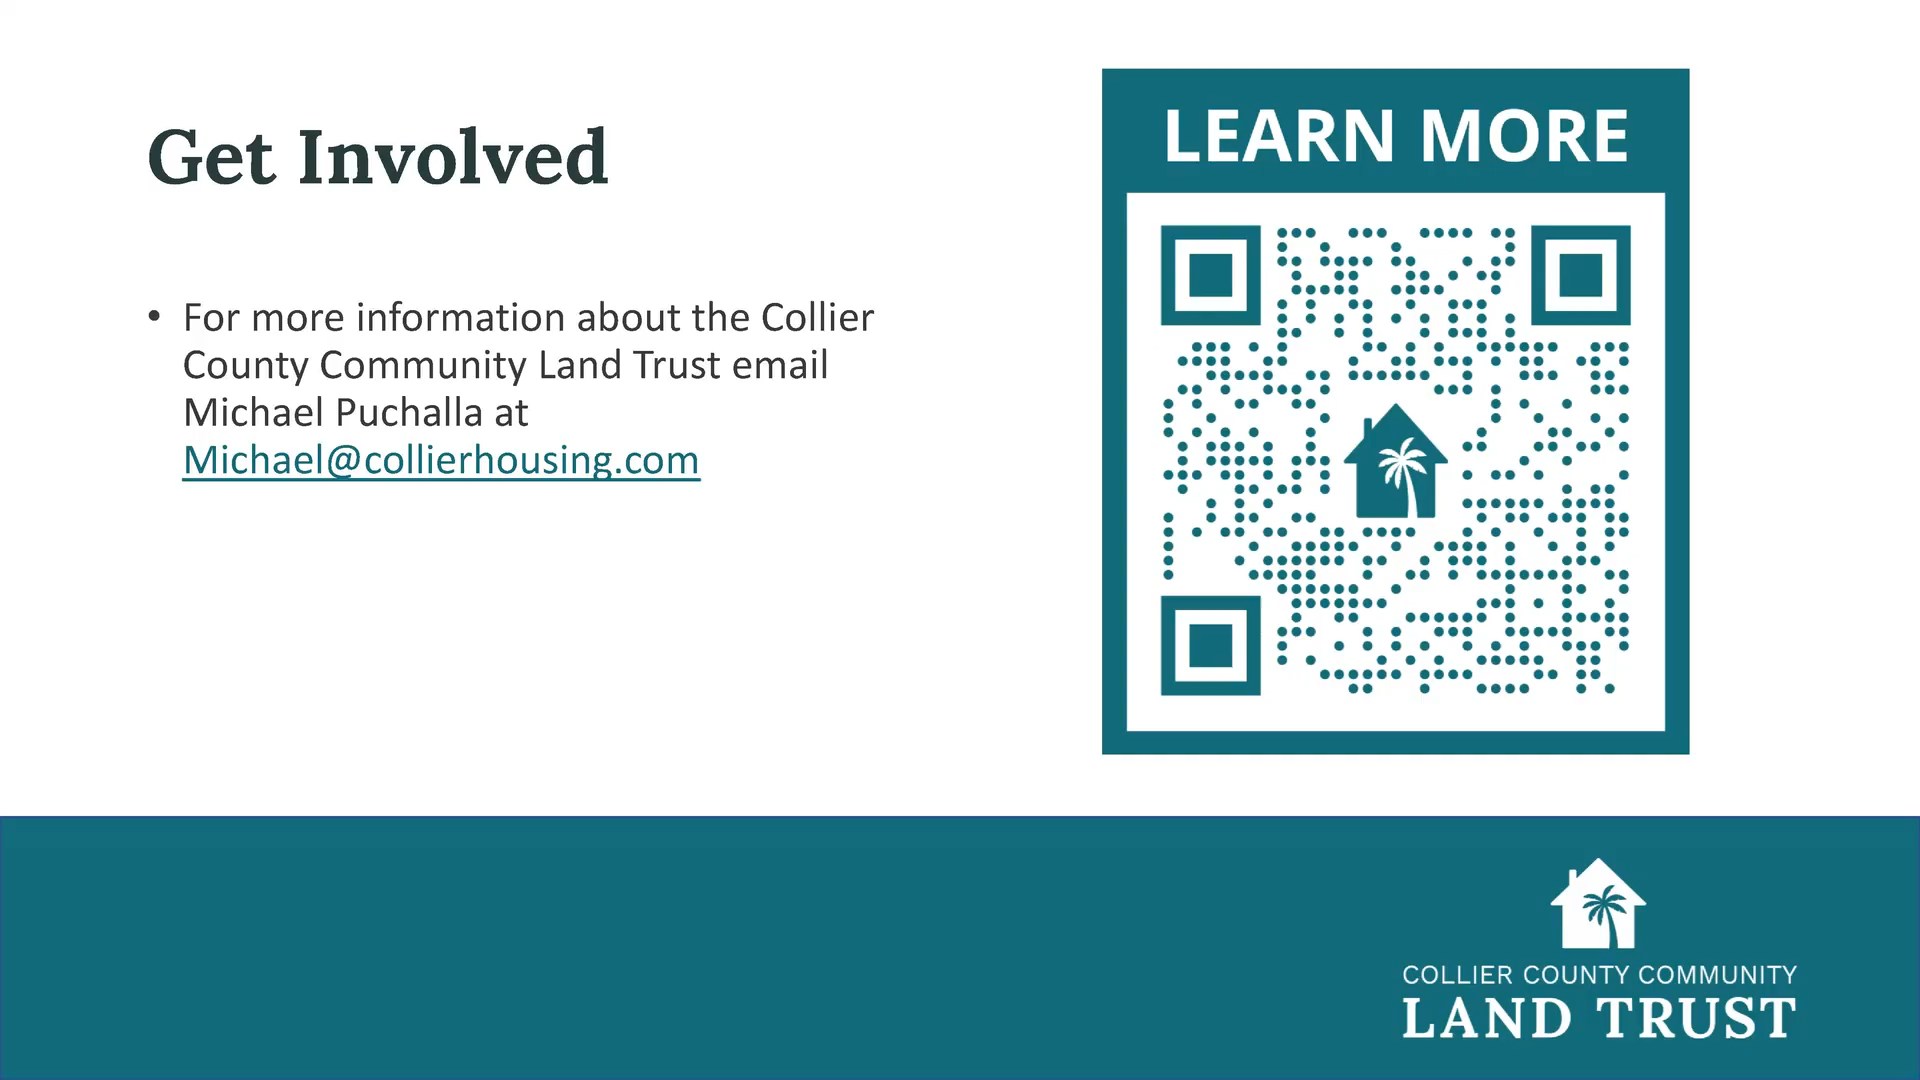 Get Involved
• For more information about the Collier
County Community Land Trust email
Michael Puchalla at
Michael@collierhousing.com
LEARN MORE
COLLIER COUNTY COMMUNITY
LAND TRUST